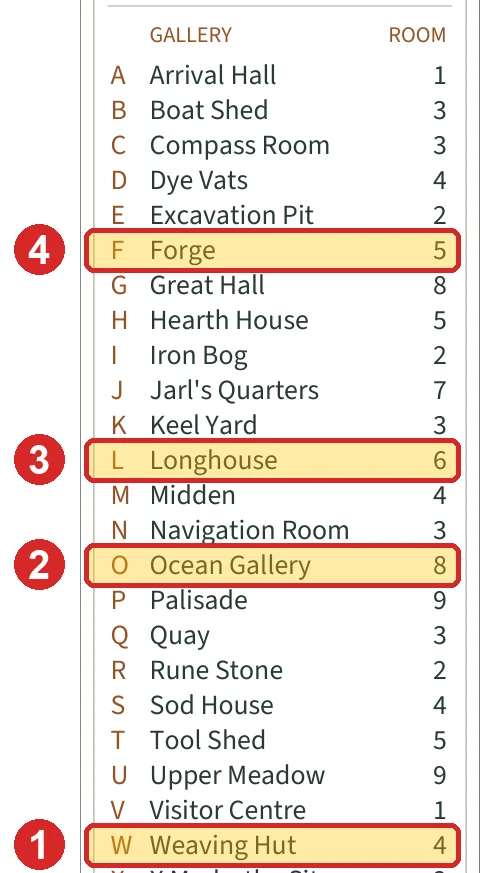 GALLERY ROOM
A Arrival Hall 1
B Boat Shed 3
C Compass Room 3
D Dye Vats 4
E Excavation Pit 2
4 F Forge 5
G Great Hall 8
H Hearth House 5
I Iron Bog 2
J Jarl's Quarters 7
K Keel Yard 3
3 L Longhouse 6
M Midden 4
N Navigation Room 3
2 O Ocean Gallery 8
P Palisade 9
Q Quay 3
R Rune Stone 2
S Sod House 4
T Tool Shed 5
U Upper Meadow 9
V Visitor Centre 1
1 W Weaving Hut 4